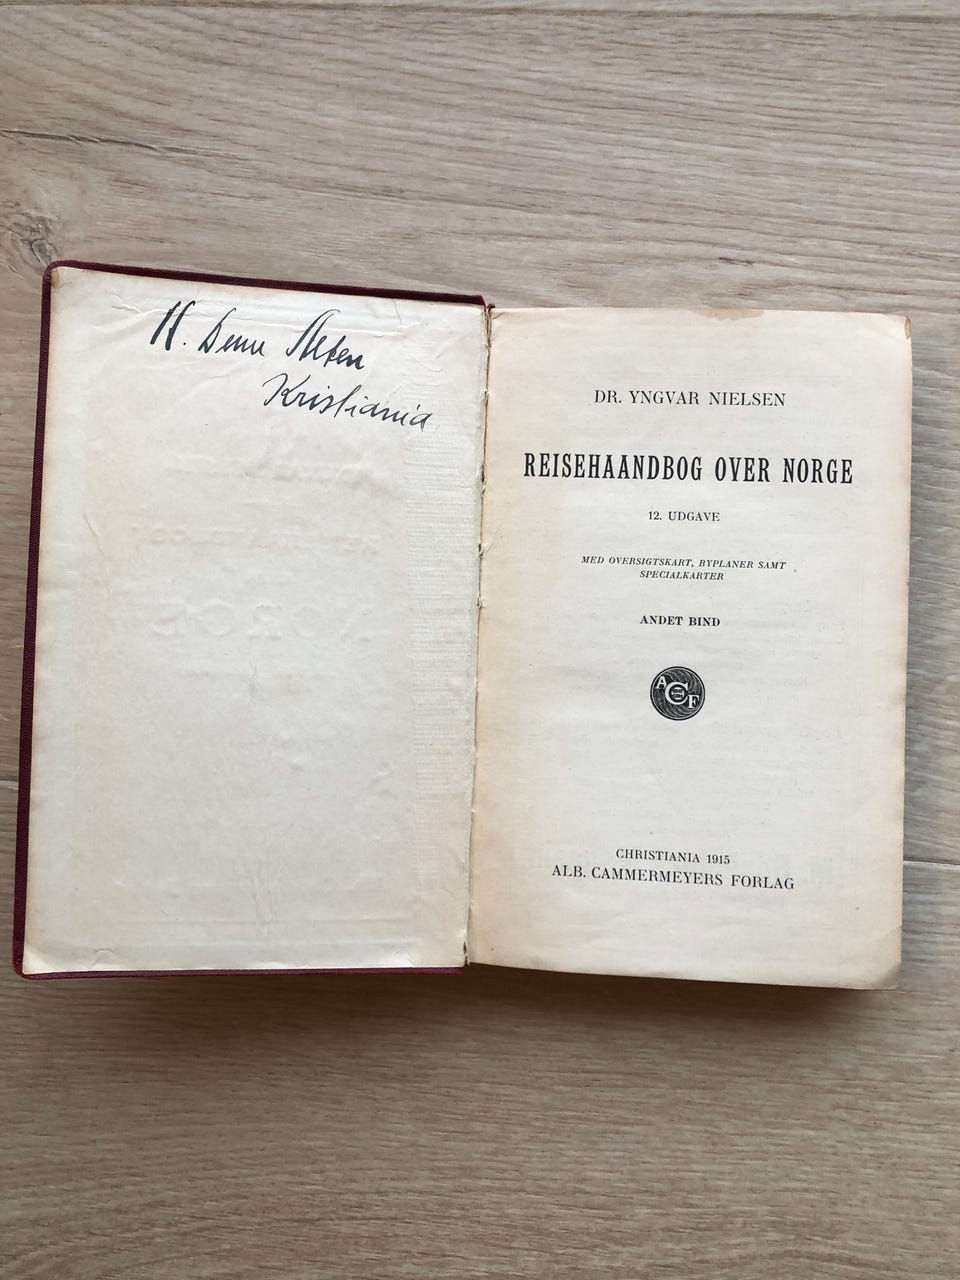 H.
Kristiania
DR. YNGVAR NIELSEN
REISEHAANDBOG OVER NORGE
12. UDGAVE
MED OVERSIGTSKART, BYPLANER SAMT
SPECIALKARTER
ANDET BIND
A C F
CHRISTIANIA 1915
ALB. CAMMERMEYERS FORLAG